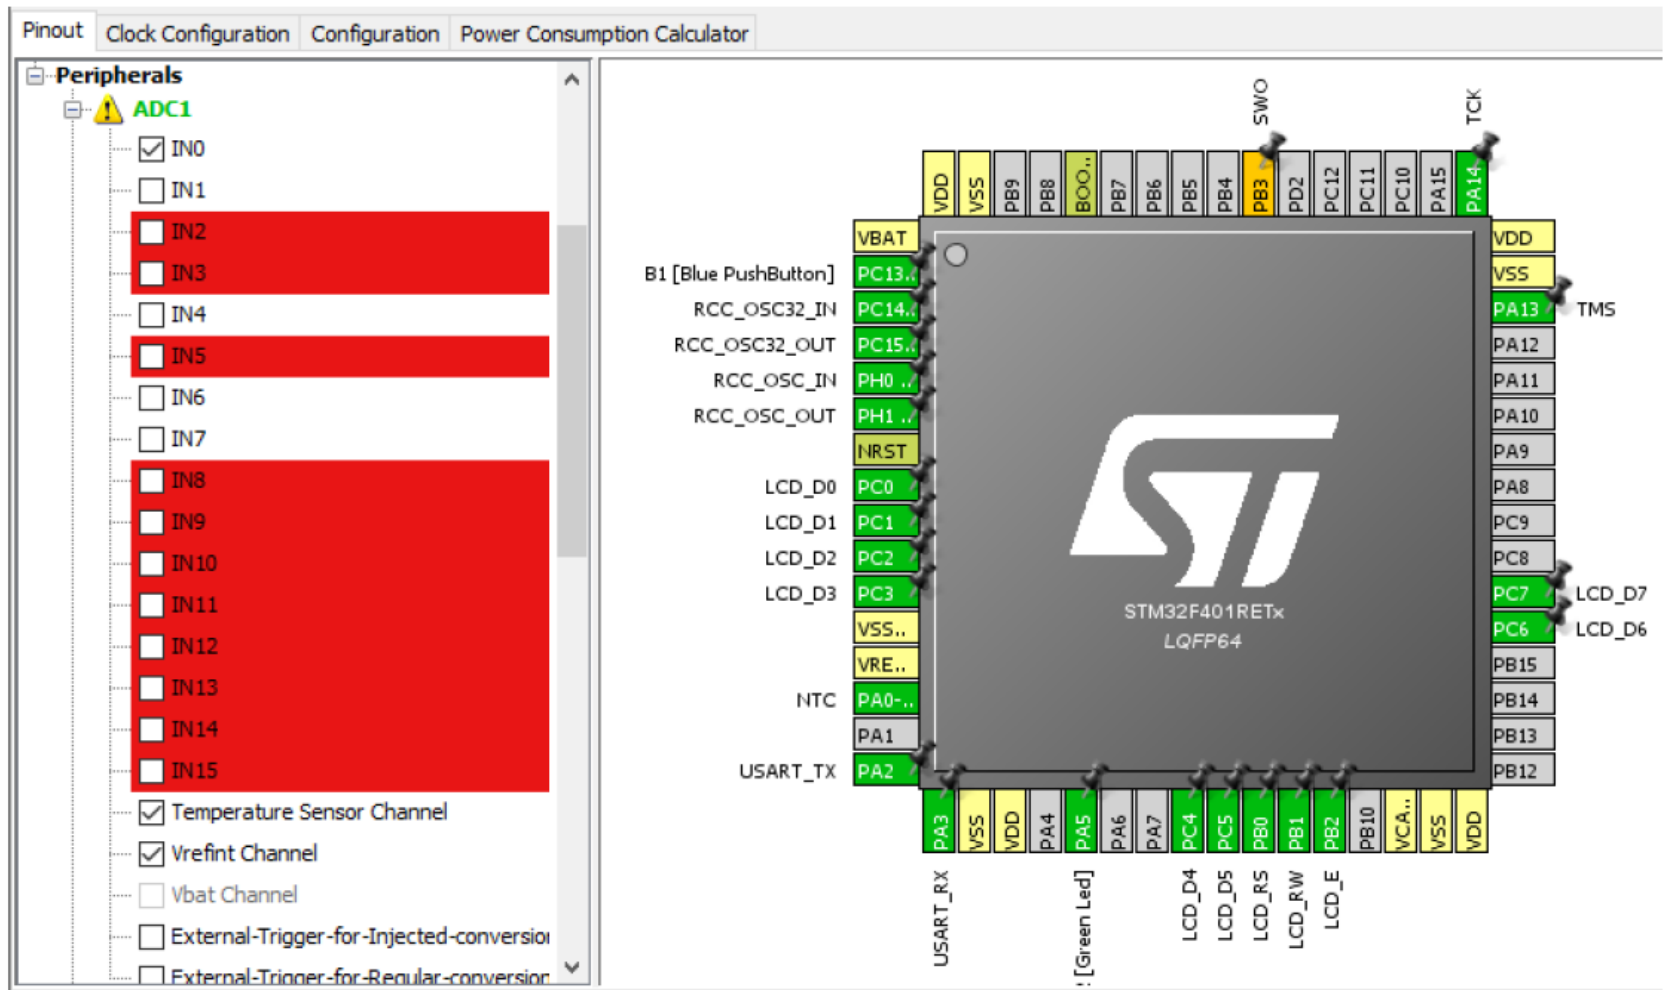 Pinout Clock Configuration Configuration Power Consumption Calculator
Peripherals
ADC1
IN0
IN1
IN2
IN3
IN4
IN5
IN6
IN7
IN8
IN9
IN10
IN11
IN12
IN13
IN14
IN15
Temperature Sensor Channel
Vrefint Channel
Vbat Channel
External-Trigger-for-Injected-conversio
External-Trigger-for-Regular-conversion
SWO
TCK
VDD
VSS
PB9
PB8
BOO..
PB7
PB6
PB5
PB4
PB3
PD2
PC12
PC11
PC10
PA15
PA14
VBAT
B1 [Blue PushButton] PC13..
RCC_OSC32_IN PC14..
RCC_OSC32_OUT PC15..
RCC_OSC_IN PH0 ..
RCC_OSC_OUT PH1 ..
NRST
LCD_D0 PC0
LCD_D1 PC1
LCD_D2 PC2
LCD_D3 PC3
VSS..
VRE..
NTC PA0-..
PA1
USART_TX PA2
ST
STM32F401RETx
LQFP64
VDD
VSS
PA13 TMS
PA12
PA11
PA10
PA9
PA8
PC9
PC8
PC7 LCD_D7
PC6 LCD_D6
PB15
PB14
PB13
PB12
PA3
VSS
VDD
PA4
PA5
PA6
PA7
PC4
PC5
PB0
PB1
PB2
PB10
VCA..
VSS
VDD
USART_RX
[Green Led]
LCD_D4
LCD_D5
LCD_RS
LCD_RW
LCD_E